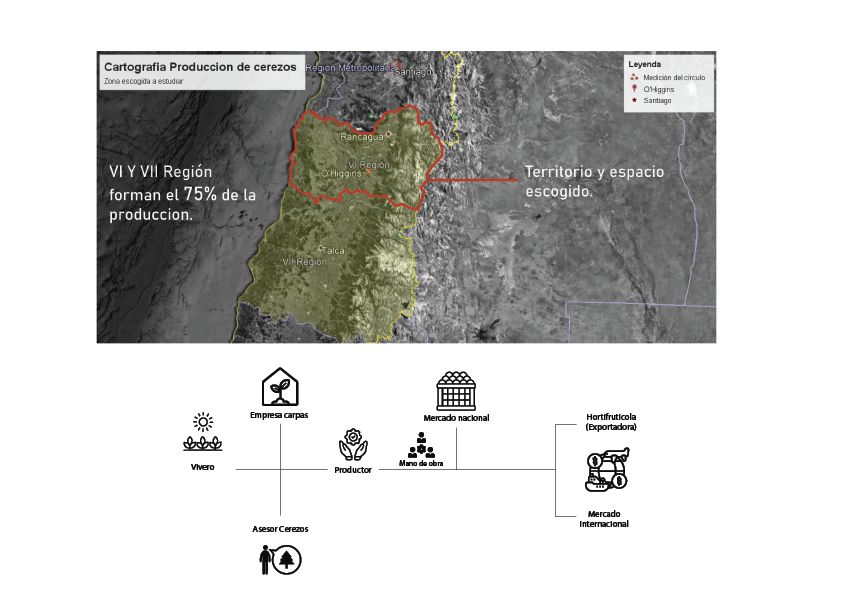 Cartografia Produccion de cerezos
Zona escogida a estudiar
Región Metropolitana
Santiago
Leyenda
Medición del círculo
O'Higgins
Santiago
Rancagua
VI Región
O'Higgins
VI Y VII Región
forman el 75% de la
produccion.
Territorio y espacio
escogido.
Talca
VII Región
Empresa carpas
Mercado nacional
Hortifrutícola
(Exportadora)
Vivero
Productor
Mano de obra
Mercado
Internacional
Asesor Cerezos